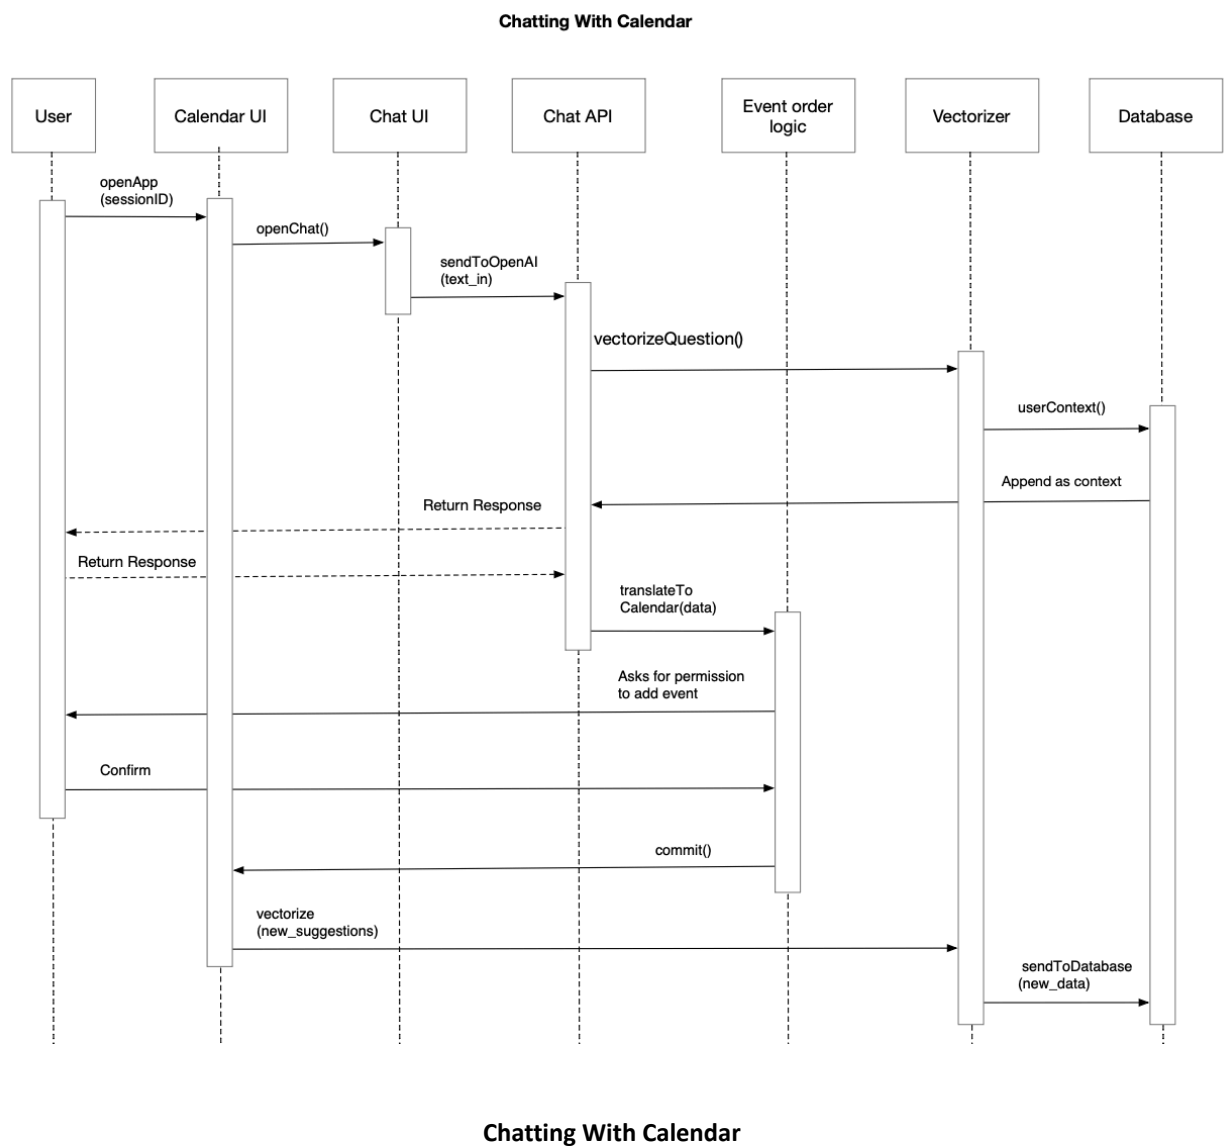 Chatting With Calendar
User
Calendar UI
Chat UI
Chat API
Event order
logic
Vectorizer
Database
openApp
(sessionID)
openChat()
sendToOpenAI
(text_in)
vectorizeQuestion()
userContext()
Append as context
Return Response
Return Response
translateTo
Calendar(data)
Asks for permission
to add event
Confirm
commit()
vectorize
(new_suggestions)
sendToDatabase
(new_data)
Chatting With Calendar